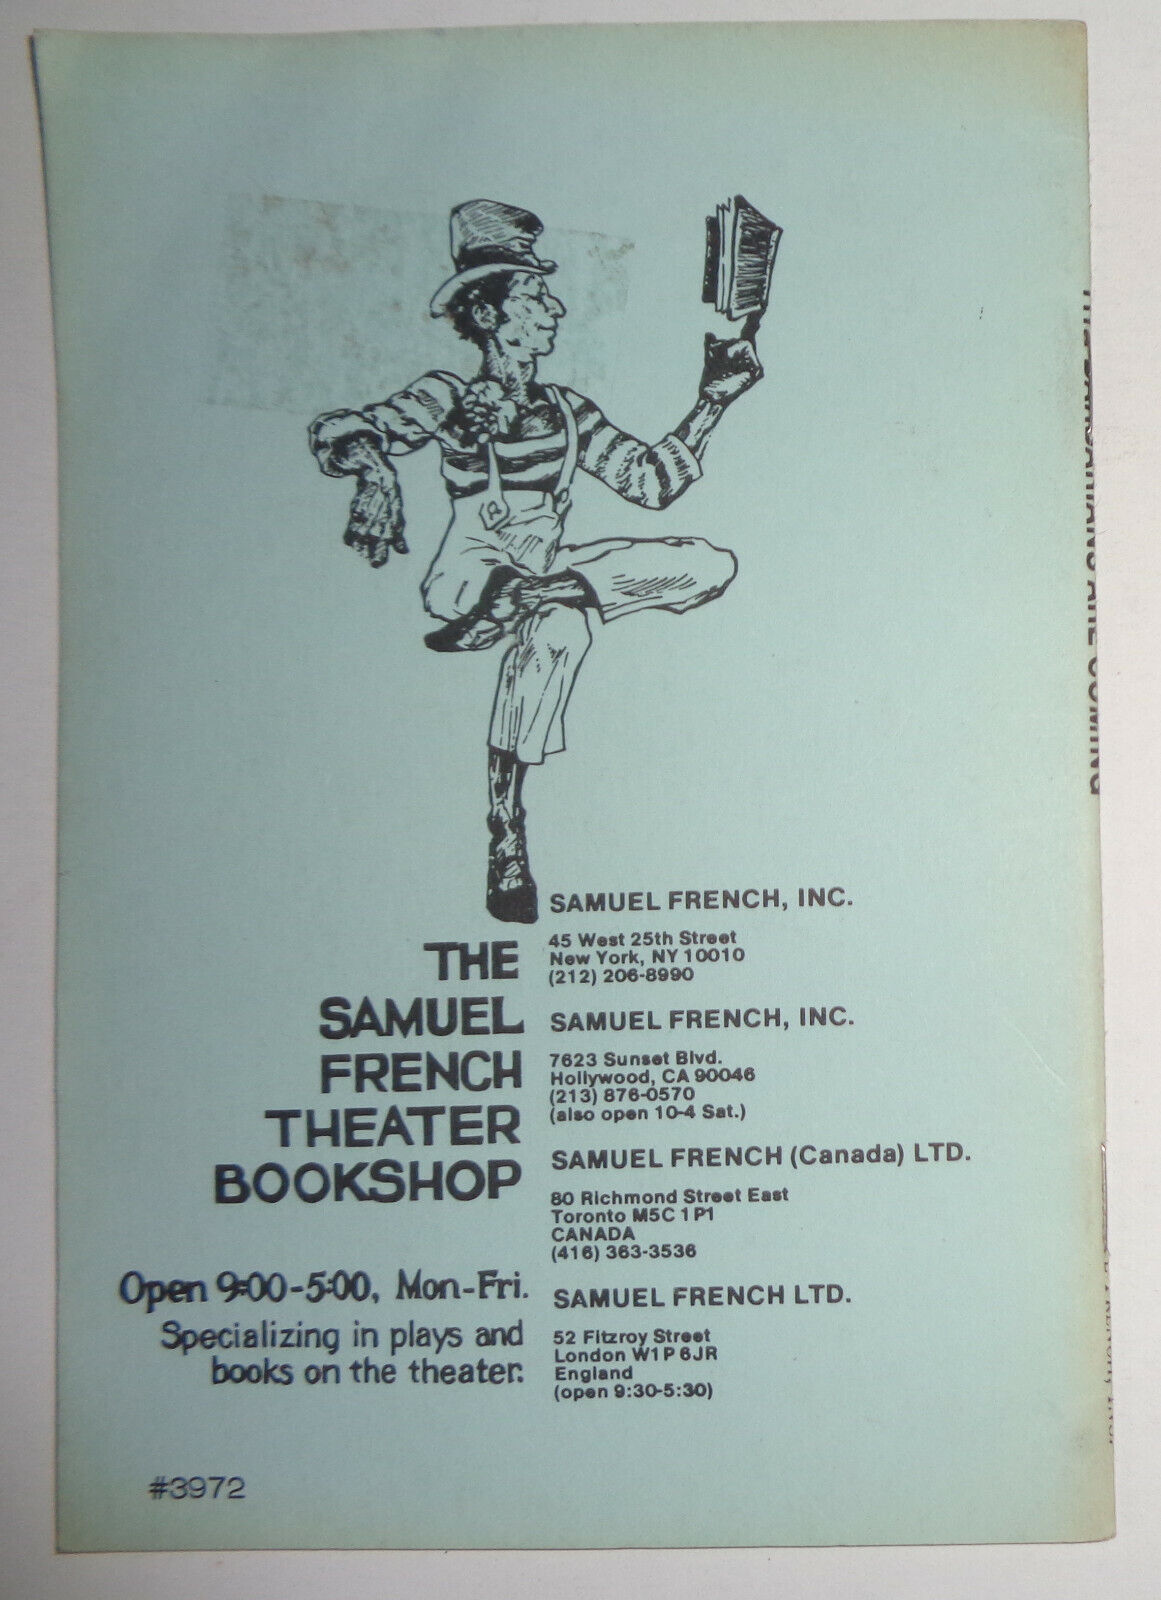 THE
SAMUEL
FRENCH
THEATER
BOOKSHOP
Open 9:00-5:00, Mon-Fri.
Specializing in plays and
books on the theater.
SAMUEL FRENCH, INC.
45 West 25th Street
New York, NY 10010
(212) 206-8990
SAMUEL FRENCH, INC.
7623 Sunset Blvd.
Hollywood, CA 90046
(213) 876-0570
(also open 10-4 Sat.)
SAMUEL FRENCH (Canada) LTD.
80 Richmond Street East
Toronto M5C 1P1
CANADA
(416) 363-3536
SAMUEL FRENCH LTD.
52 Fitzroy Street
London W1P 6JR
England
(open 9:30-5:30)
#3972
ARE COMING